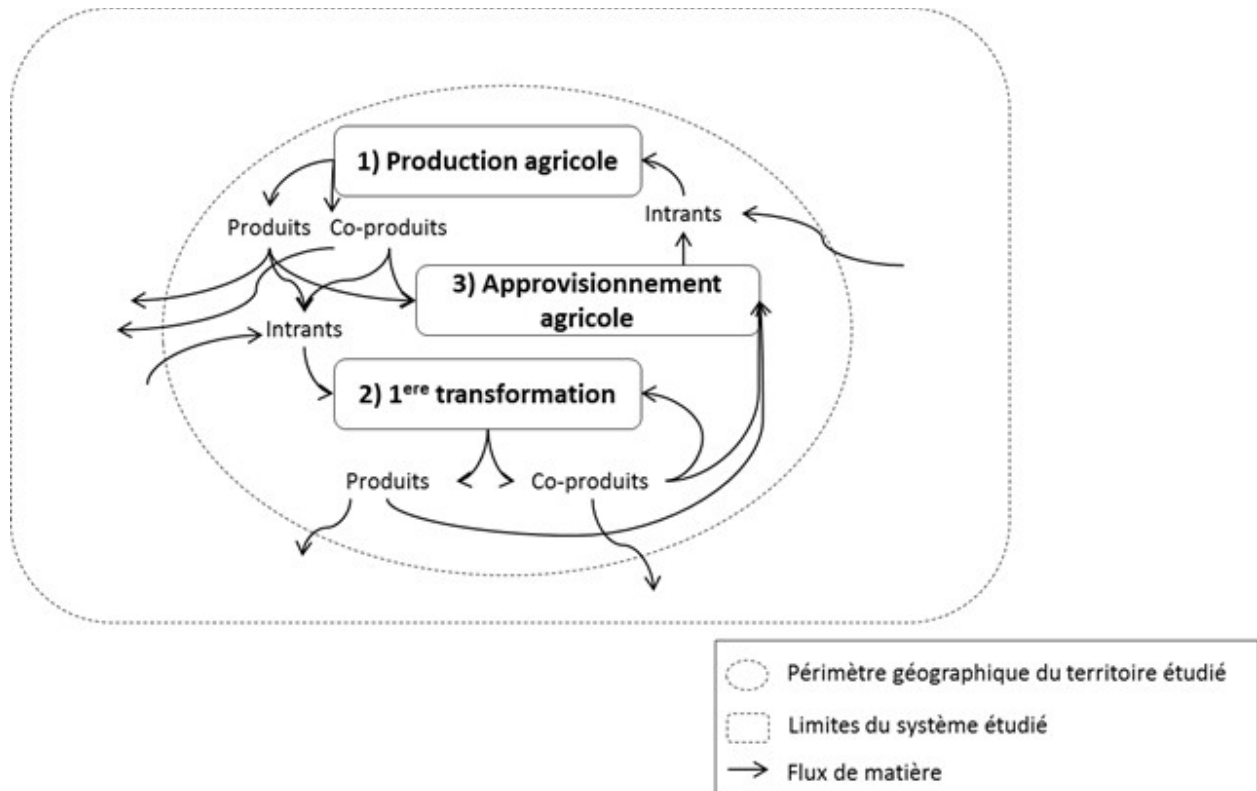 1) Production agricole
Produits
Co-produits
Intrants
3) Approvisionnement
agricole
Intrants
2) 1ere transformation
Produits
Co-produits
Périmètre géographique du territoire étudié
Limites du système étudié
Flux de matière